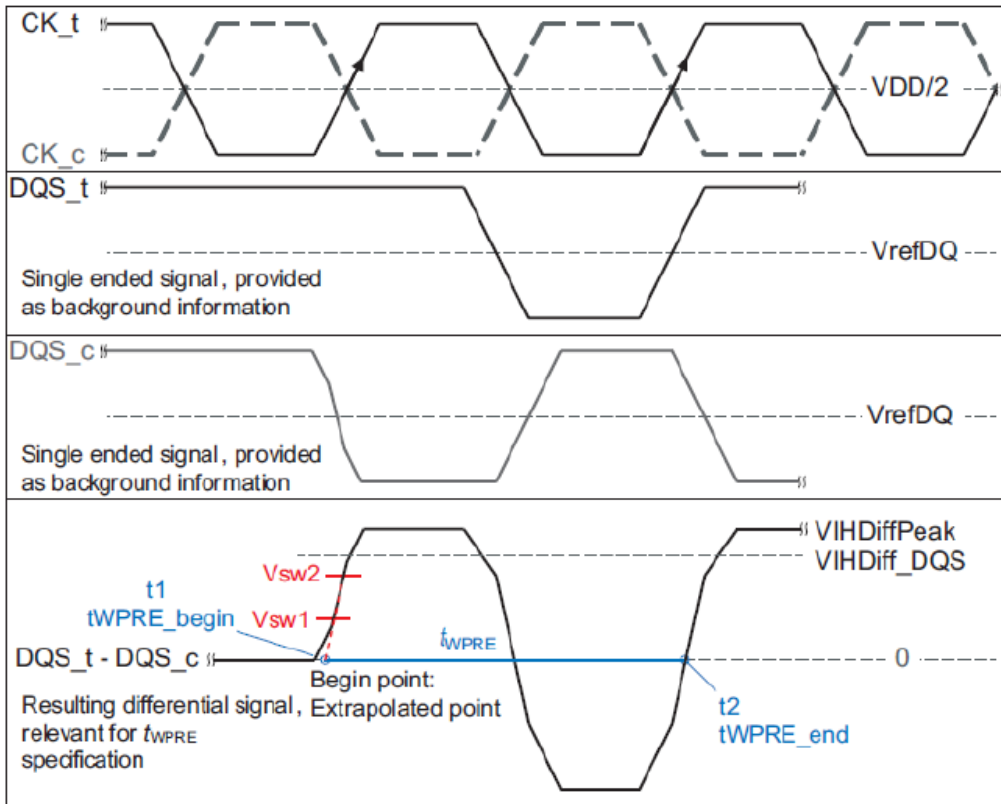 CK_t
VDD/2
CK_c
DQS_t
VrefDQ
Single ended signal, provided
as background information
DQS_c
VrefDQ
Single ended signal, provided
as background information
VIHDiffPeak
VIHDiff_DQS
Vsw2
t1
tWPRE_begin
Vsw1
tWPRE
DQS_t - DQS_c
0
Begin point:
Extrapolated point
Resulting differential signal,
relevant for tWPRE
specification
t2
tWPRE_end